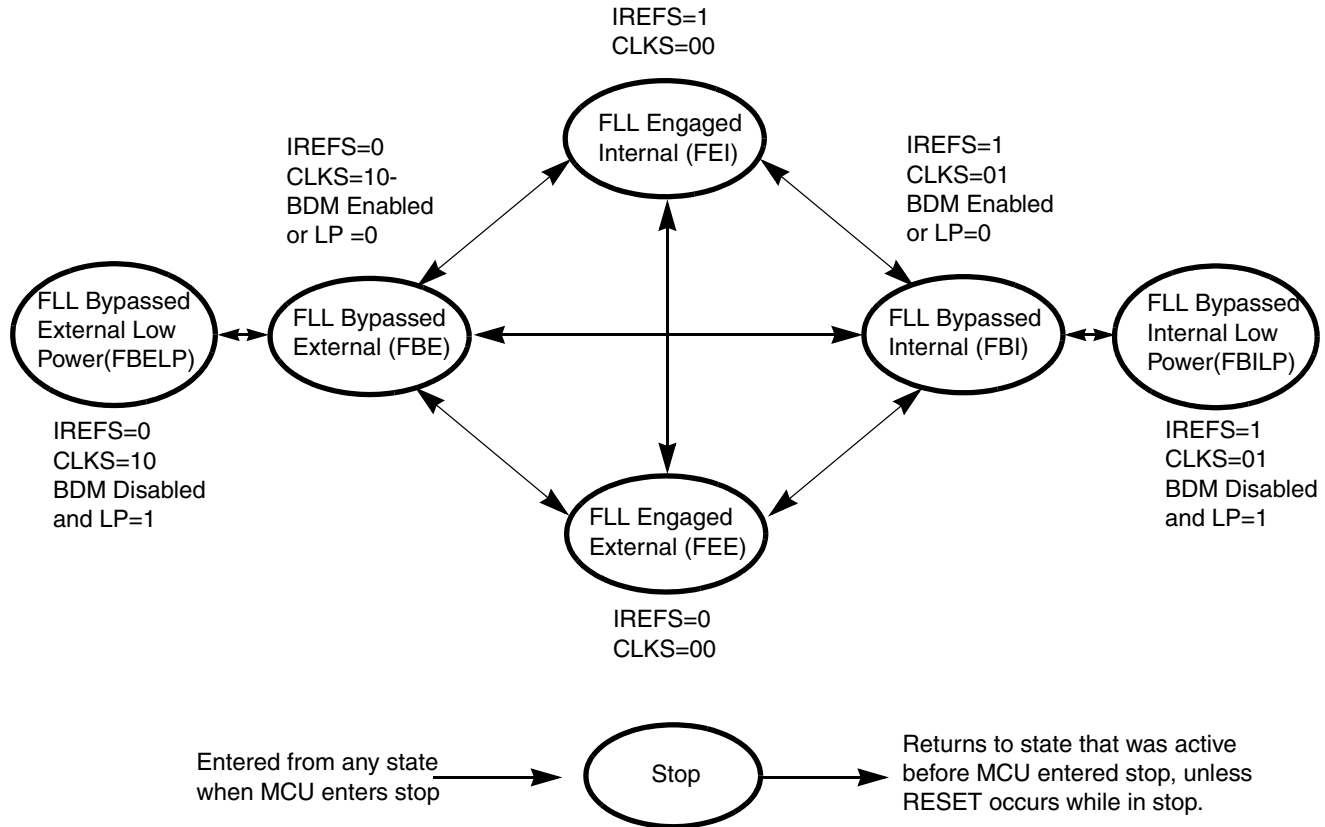 IREFS=1
CLKS=00
FLL Engaged
Internal (FEI)
IREFS=0
CLKS=10-
BDM Enabled
or LP =0
IREFS=1
CLKS=01
BDM Enabled
or LP=0
FLL Bypassed
External Low
Power(FBELP)
FLL Bypassed
External (FBE)
FLL Bypassed
Internal (FBI)
FLL Bypassed
Internal Low
Power(FBILP)
IREFS=0
CLKS=10
BDM Disabled
and LP=1
FLL Engaged
External (FEE)
IREFS=1
CLKS=01
BDM Disabled
and LP=1
IREFS=0
CLKS=00
Entered from any state
when MCU enters stop
Stop
Returns to state that was active
before MCU entered stop, unless
RESET occurs while in stop.